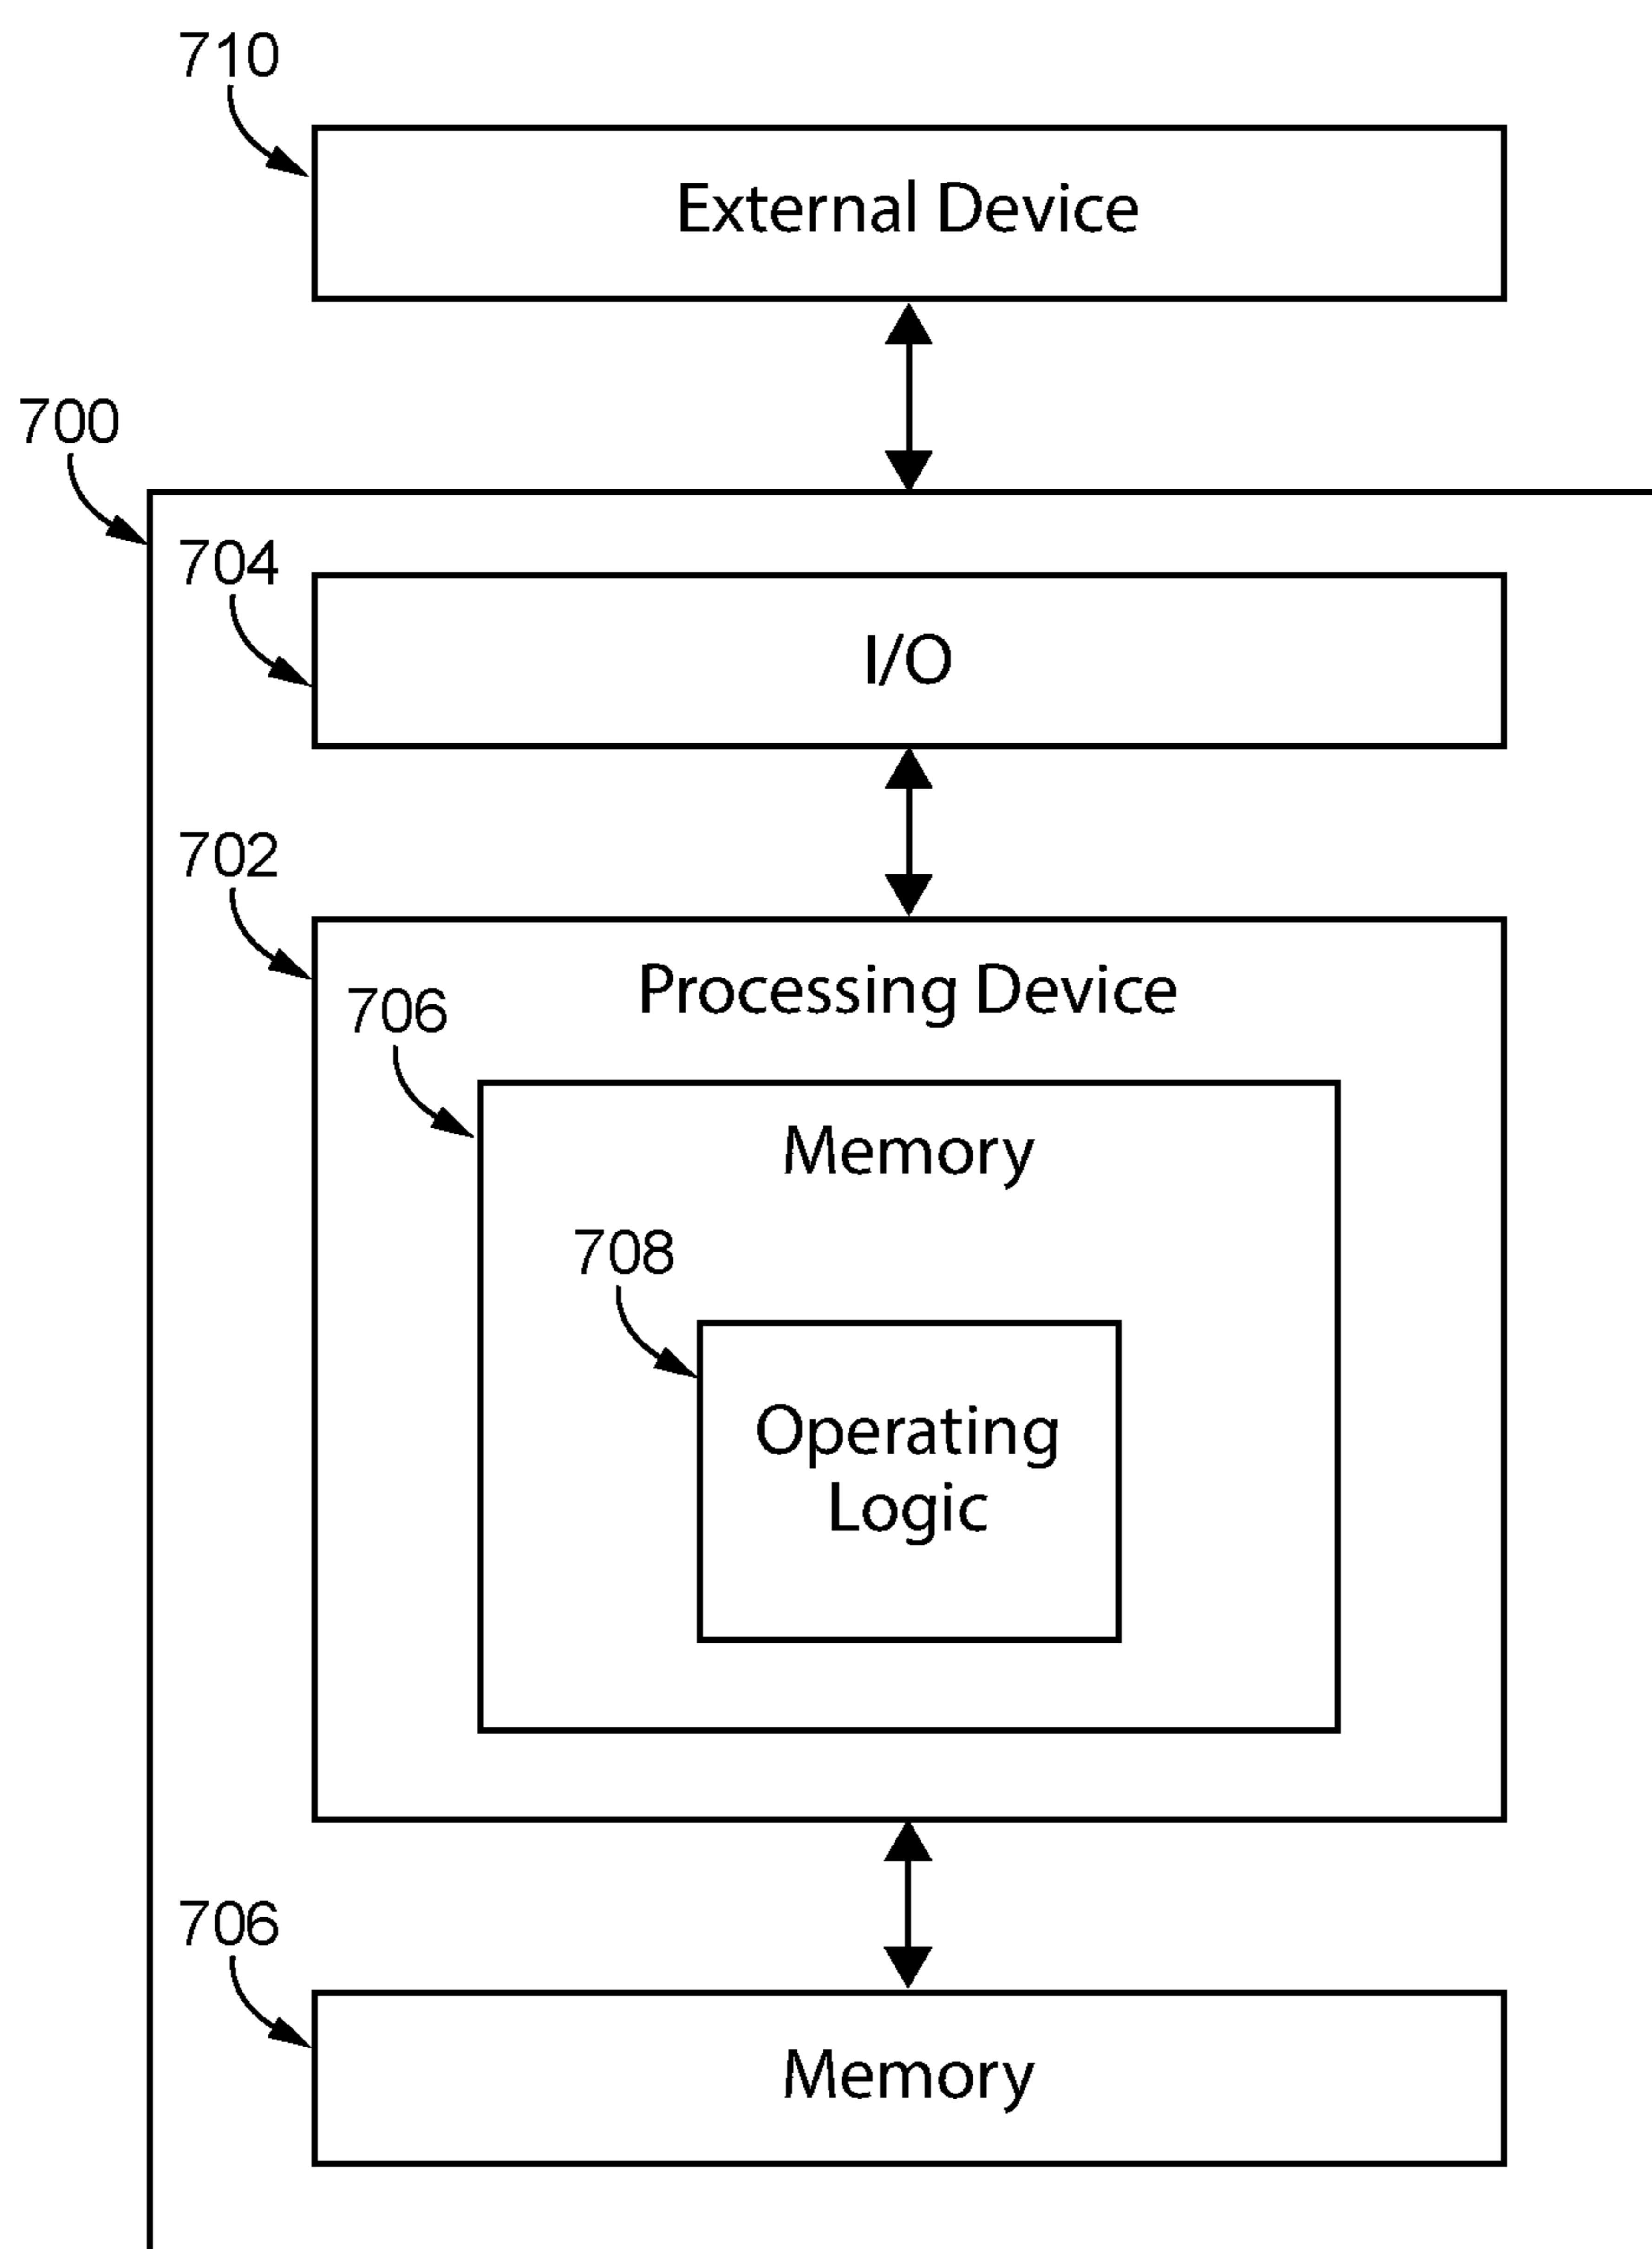 710
External Device
700
704
I/O
702
Processing Device
706
Memory
708
Operating
Logic
706
Memory